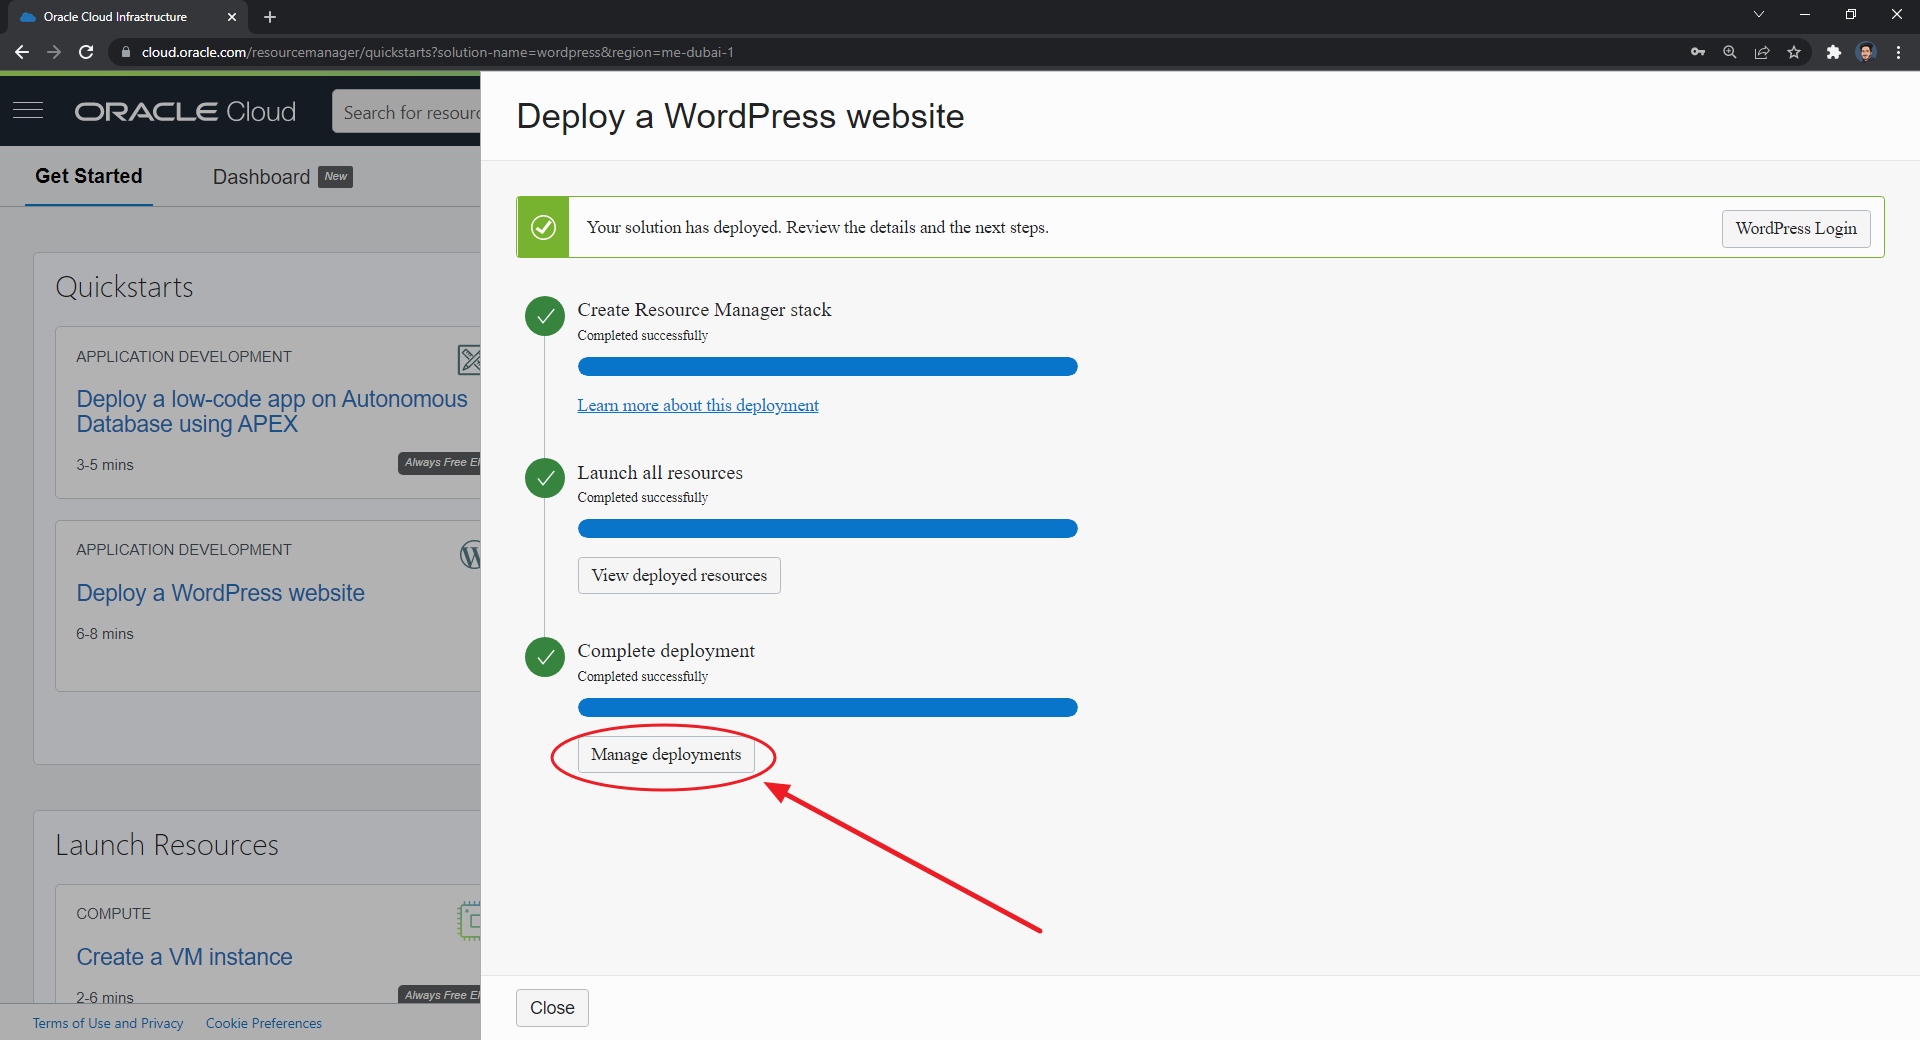 Oracle Cloud Infrastructure
cloud.oracle.com/resourcemanager/quickstarts?solution-name=wordpress&region=me-dubai-1
ORACLE Cloud
Search for resourc
Get Started
Dashboard New
Quickstarts
APPLICATION DEVELOPMENT
Deploy a low-code app on Autonomous
Database using APEX
3-5 mins
Always Free El
APPLICATION DEVELOPMENT
Deploy a WordPress website
6-8 mins
Launch Resources
COMPUTE
Create a VM instance
2-6 mins
Always Free El
Terms of Use and Privacy
Cookie Preferences
Deploy a WordPress website
Your solution has deployed. Review the details and the next steps.
WordPress Login
Create Resource Manager stack
Completed successfully
Learn more about this deployment
Launch all resources
Completed successfully
View deployed resources
Complete deployment
Completed successfully
Manage deployments
Close